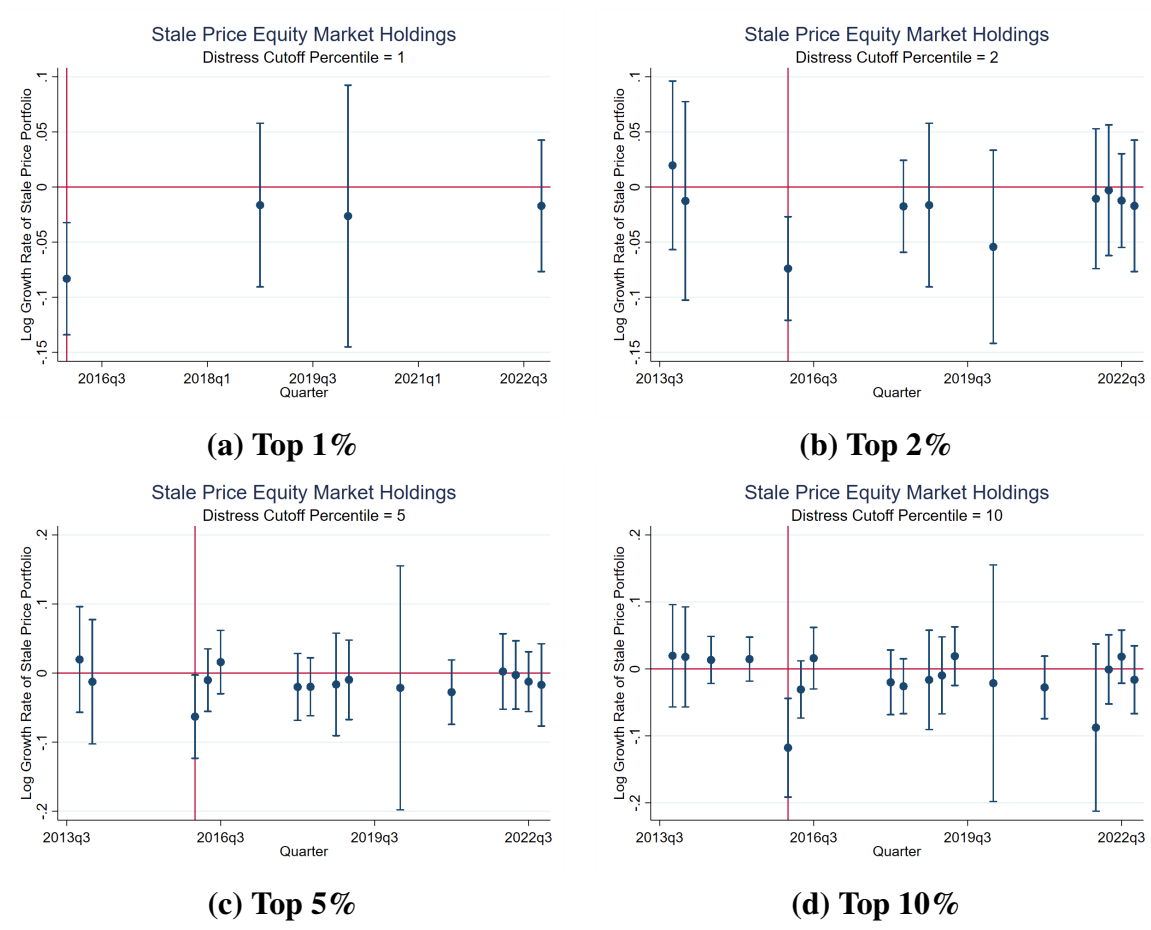 Stale Price Equity Market Holdings
Distress Cutoff Percentile = 1
Log Growth Rate of Stale Price Portfolio
.1
.05
0
-.05
-.1
-.15
2016q3 2018q1 2019q3 2021q1 2022q3
Quarter
(a) Top 1%
Stale Price Equity Market Holdings
Distress Cutoff Percentile = 2
Log Growth Rate of Stale Price Portfolio
.1
.05
0
-.05
-.1
-.15
2013q3 2016q3 2019q3 2022q3
Quarter
(b) Top 2%
Stale Price Equity Market Holdings
Distress Cutoff Percentile = 5
Log Growth Rate of Stale Price Portfolio
.2
.1
0
-.1
-.2
2013q3 2016q3 2019q3 2022q3
Quarter
(c) Top 5%
Stale Price Equity Market Holdings
Distress Cutoff Percentile = 10
Log Growth Rate of Stale Price Portfolio
.2
.1
0
-.1
-.2
2013q3 2016q3 2019q3 2022q3
Quarter
(d) Top 10%